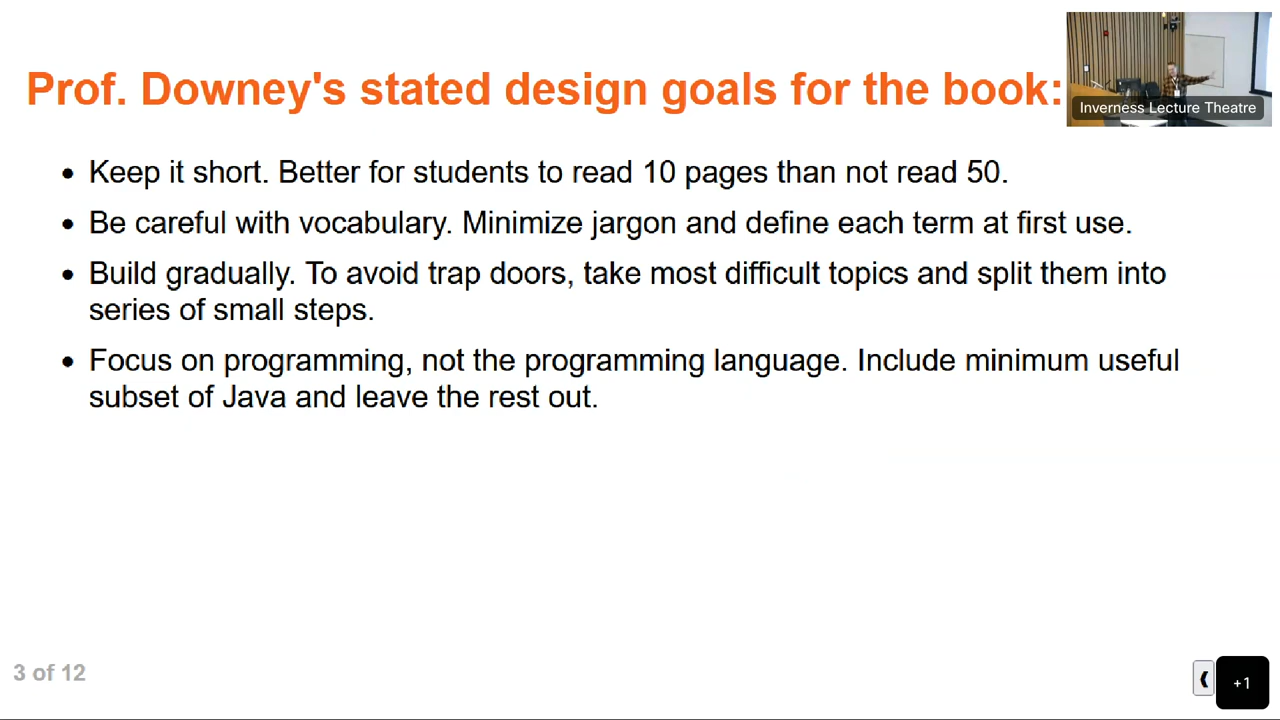 Prof. Downey's stated design goals for the book:
Inverness Lecture Theatre
• Keep it short. Better for students to read 10 pages than not read 50.
• Be careful with vocabulary. Minimize jargon and define each term at first use.
• Build gradually. To avoid trap doors, take most difficult topics and split them into
series of small steps.
• Focus on programming, not the programming language. Include minimum useful
subset of Java and leave the rest out.
3 of 12
+1